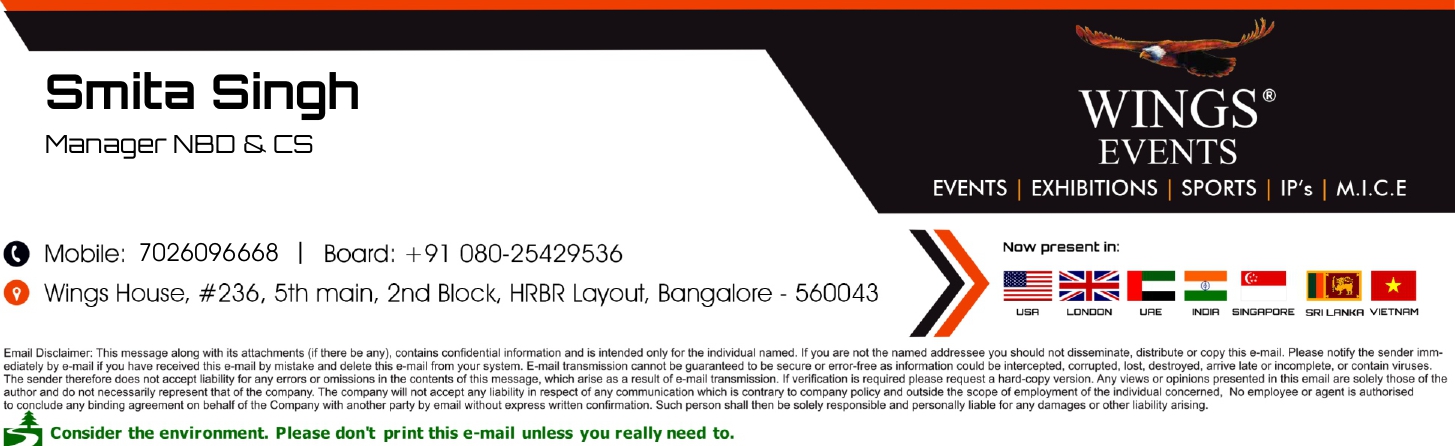 Smita Singh
Manager NBD & CS
WINGS®
EVENTS
EVENTS | EXHIBITIONS | SPORTS | IP's | M.I.C.E
Mobile: 7026096668 | Board: +91 080-25429536
Wings House, #236, 5th main, 2nd Block, HRBR Layout, Bangalore - 560043
Now present in:
USA LONDON UAE INDIA SINGAPORE SRI LANKA VIETNAM
Email Disclaimer: This message along with its attachments (if there be any), contains confidential information and is intended only for the individual named. If you are not the named addressee you should not disseminate, distribute or copy this e-mail. Please notify the sender imm-
ediately by e-mail if you have received this e-mail by mistake and delete this e-mail from your system. E-mail transmission cannot be guaranteed to be secure or error-free as information could be intercepted, corrupted, lost, destroyed, arrive late or incomplete, or contain viruses.
The sender therefore does not accept liability for any errors or omissions in the contents of this message, which arise as a result of e-mail transmission. If verification is required please request a hard-copy version. Any views or opinions presented in this email are solely those of the
author and do not necessarily represent that of the company. The company will not accept any liability in respect of any communication which is contrary to company policy and outside the scope of employment of the individual concerned, No employee or agent is authorised
to conclude any binding agreement on behalf of the Company with another party by email without express written confirmation. Such person shall then be solely responsible and personally liable for any damages or other liability arising.
Consider the environment. Please don't print this e-mail unless you really need to.